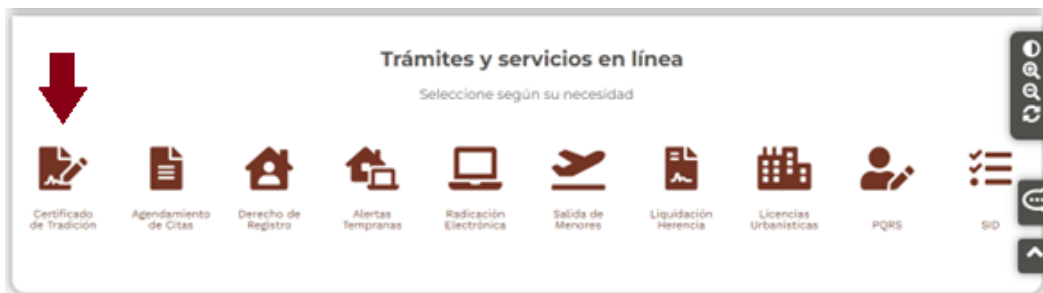 Trámites y servicios en línea
Seleccione según su necesidad
Certificado
de Tradición
Agendamiento
de Citas
Derecho de
Registro
Alertas
Tempranas
Radicación
Electrónica
Salida de
Menores
Liquidación
Herencia
Licencias
Urbanísticas
PQRS
SID